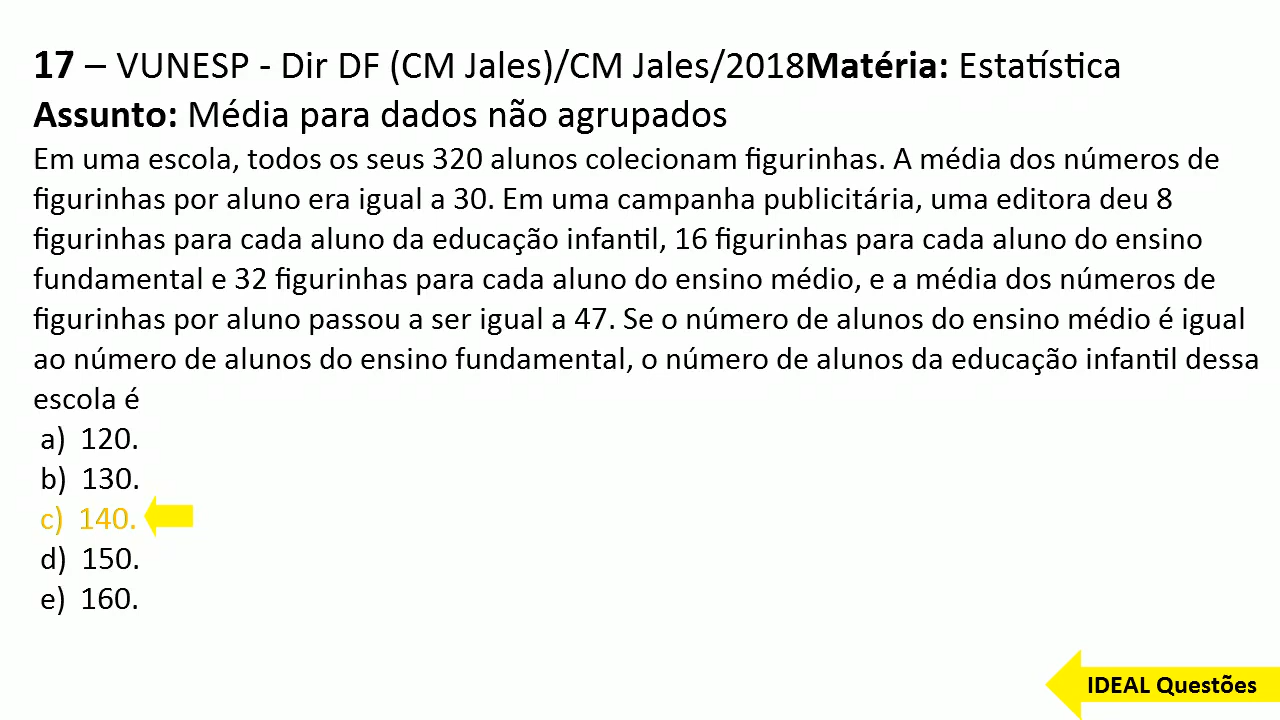 17 – VUNESP - Dir DF (CM Jales)/CM Jales/2018Matéria: Estatística
Assunto: Média para dados não agrupados
Em uma escola, todos os seus 320 alunos colecionam figurinhas. A média dos números de
figurinhas por aluno era igual a 30. Em uma campanha publicitária, uma editora deu 8
figurinhas para cada aluno da educação infantil, 16 figurinhas para cada aluno do ensino
fundamental e 32 figurinhas para cada aluno do ensino médio, e a média dos números de
figurinhas por aluno passou a ser igual a 47. Se o número de alunos do ensino médio é igual
ao número de alunos do ensino fundamental, o número de alunos da educação infantil dessa
escola é
a) 120.
b) 130.
c) 140.
d) 150.
e) 160.
IDEAL Questões